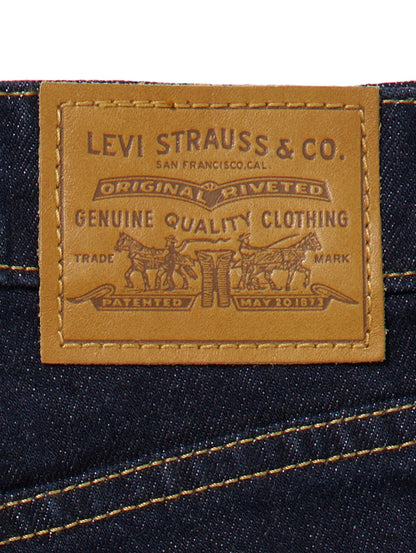 LEVI STRAUSS & CO.
SAN FRANCISCO, CAL
ORIGINAL RIVETED
GENUINE QUALITY CLOTHING
TRADE MARK
PATENTED MAY 20 1873